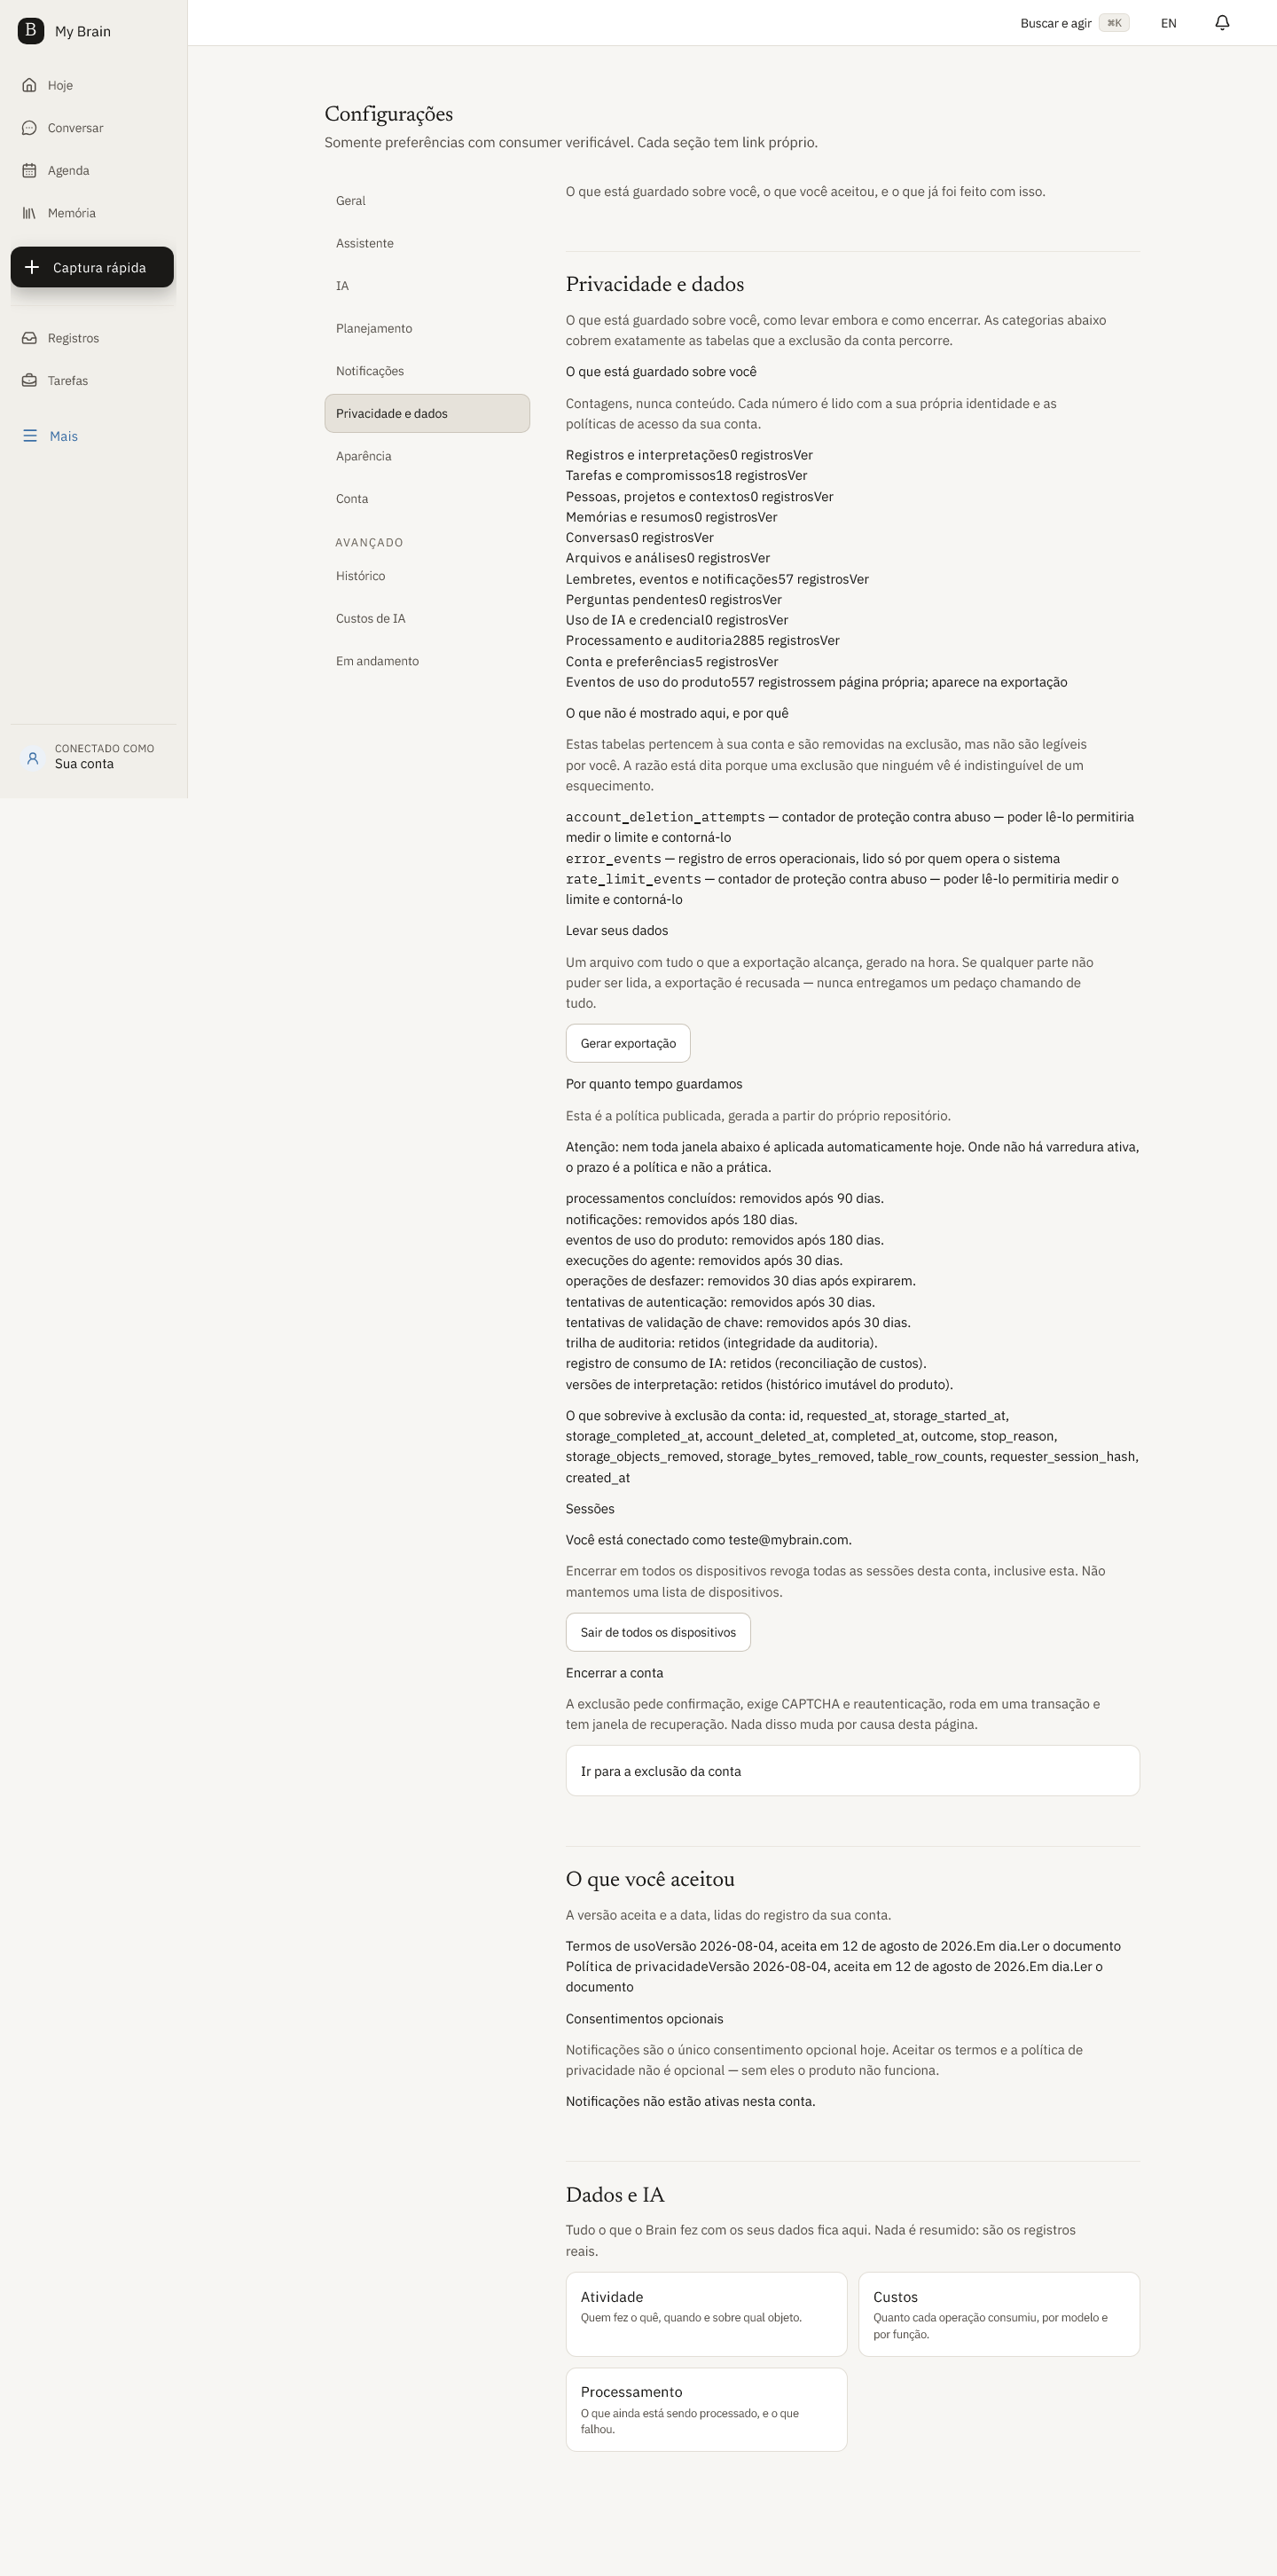 B My Brain
Buscar e agir ⌘K EN
Hoje
Conversar
Agenda
Memória
Captura rápida
Registros
Tarefas
Mais
CONECTADO COMO
Sua conta
Configurações
Somente preferências com consumer verificável. Cada seção tem link próprio.
Geral
Assistente
IA
Planejamento
Notificações
Privacidade e dados
Aparência
Conta
AVANÇADO
Histórico
Custos de IA
Em andamento
O que está guardado sobre você, o que você aceitou, e o que já foi feito com isso.
Privacidade e dados
O que está guardado sobre você, como levar embora e como encerrar. As categorias abaixo
cobrem exatamente as tabelas que a exclusão da conta percorre.
O que está guardado sobre você
Contagens, nunca conteúdo. Cada número é lido com a sua própria identidade e as
políticas de acesso da sua conta.
Registros e interpretações0 registrosVer
Tarefas e compromissos18 registrosVer
Pessoas, projetos e contextos0 registrosVer
Memórias e resumos0 registrosVer
Conversas0 registrosVer
Arquivos e análises0 registrosVer
Lembretes, eventos e notificações57 registrosVer
Perguntas pendentes0 registrosVer
Uso de IA e credencial0 registrosVer
Processamento e auditoria2885 registrosVer
Conta e preferências5 registrosVer
Eventos de uso do produto557 registrossem página própria; aparece na exportação
O que não é mostrado aqui, e por quê
Estas tabelas pertencem à sua conta e são removidas na exclusão, mas não são legíveis
por você. A razão está dita porque uma exclusão que ninguém vê é indistinguível de um
esquecimento.
account_deletion_attempts — contador de proteção contra abuso — poder lê-lo permitiria
medir o limite e contorná-lo
error_events — registro de erros operacionais, lido só por quem opera o sistema
rate_limit_events — contador de proteção contra abuso — poder lê-lo permitiria medir o
limite e contorná-lo
Levar seus dados
Um arquivo com tudo o que a exportação alcança, gerado na hora. Se qualquer parte não
puder ser lida, a exportação é recusada — nunca entregamos um pedaço chamando de
tudo.
Gerar exportação
Por quanto tempo guardamos
Esta é a política publicada, gerada a partir do próprio repositório.
Atenção: nem toda janela abaixo é aplicada automaticamente hoje. Onde não há varredura ativa,
o prazo é a política e não a prática.
processamentos concluídos: removidos após 90 dias.
notificações: removidos após 180 dias.
eventos de uso do produto: removidos após 180 dias.
execuções do agente: removidos após 30 dias.
operações de desfazer: removidos 30 dias após expirarem.
tentativas de autenticação: removidos após 30 dias.
tentativas de validação de chave: removidos após 30 dias.
trilha de auditoria: retidos (integridade da auditoria).
registro de consumo de IA: retidos (reconciliação de custos).
versões de interpretação: retidos (histórico imutável do produto).
O que sobrevive à exclusão da conta: id, requested_at, storage_started_at,
storage_completed_at, account_deleted_at, completed_at, outcome, stop_reason,
storage_objects_removed, storage_bytes_removed, table_row_counts, requester_session_hash,
created_at
Sessões
Você está conectado como teste@mybrain.com.
Encerrar em todos os dispositivos revoga todas as sessões desta conta, inclusive esta. Não
mantemos uma lista de dispositivos.
Sair de todos os dispositivos
Encerrar a conta
A exclusão pede confirmação, exige CAPTCHA e reautenticação, roda em uma transação e
tem janela de recuperação. Nada disso muda por causa desta página.
Ir para a exclusão da conta
O que você aceitou
A versão aceita e a data, lidas do registro da sua conta.
Termos de usoVersão 2026-08-04, aceita em 12 de agosto de 2026.Em dia.Ler o documento
Política de privacidadeVersão 2026-08-04, aceita em 12 de agosto de 2026.Em dia.Ler o
documento
Consentimentos opcionais
Notificações são o único consentimento opcional hoje. Aceitar os termos e a política de
privacidade não é opcional — sem eles o produto não funciona.
Notificações não estão ativas nesta conta.
Dados e IA
Tudo o que o Brain fez com os seus dados fica aqui. Nada é resumido: são os registros
reais.
Atividade
Quem fez o quê, quando e sobre qual objeto.
Custos
Quanto cada operação consumiu, por modelo e
por função.
Processamento
O que ainda está sendo processado, e o que
falhou.